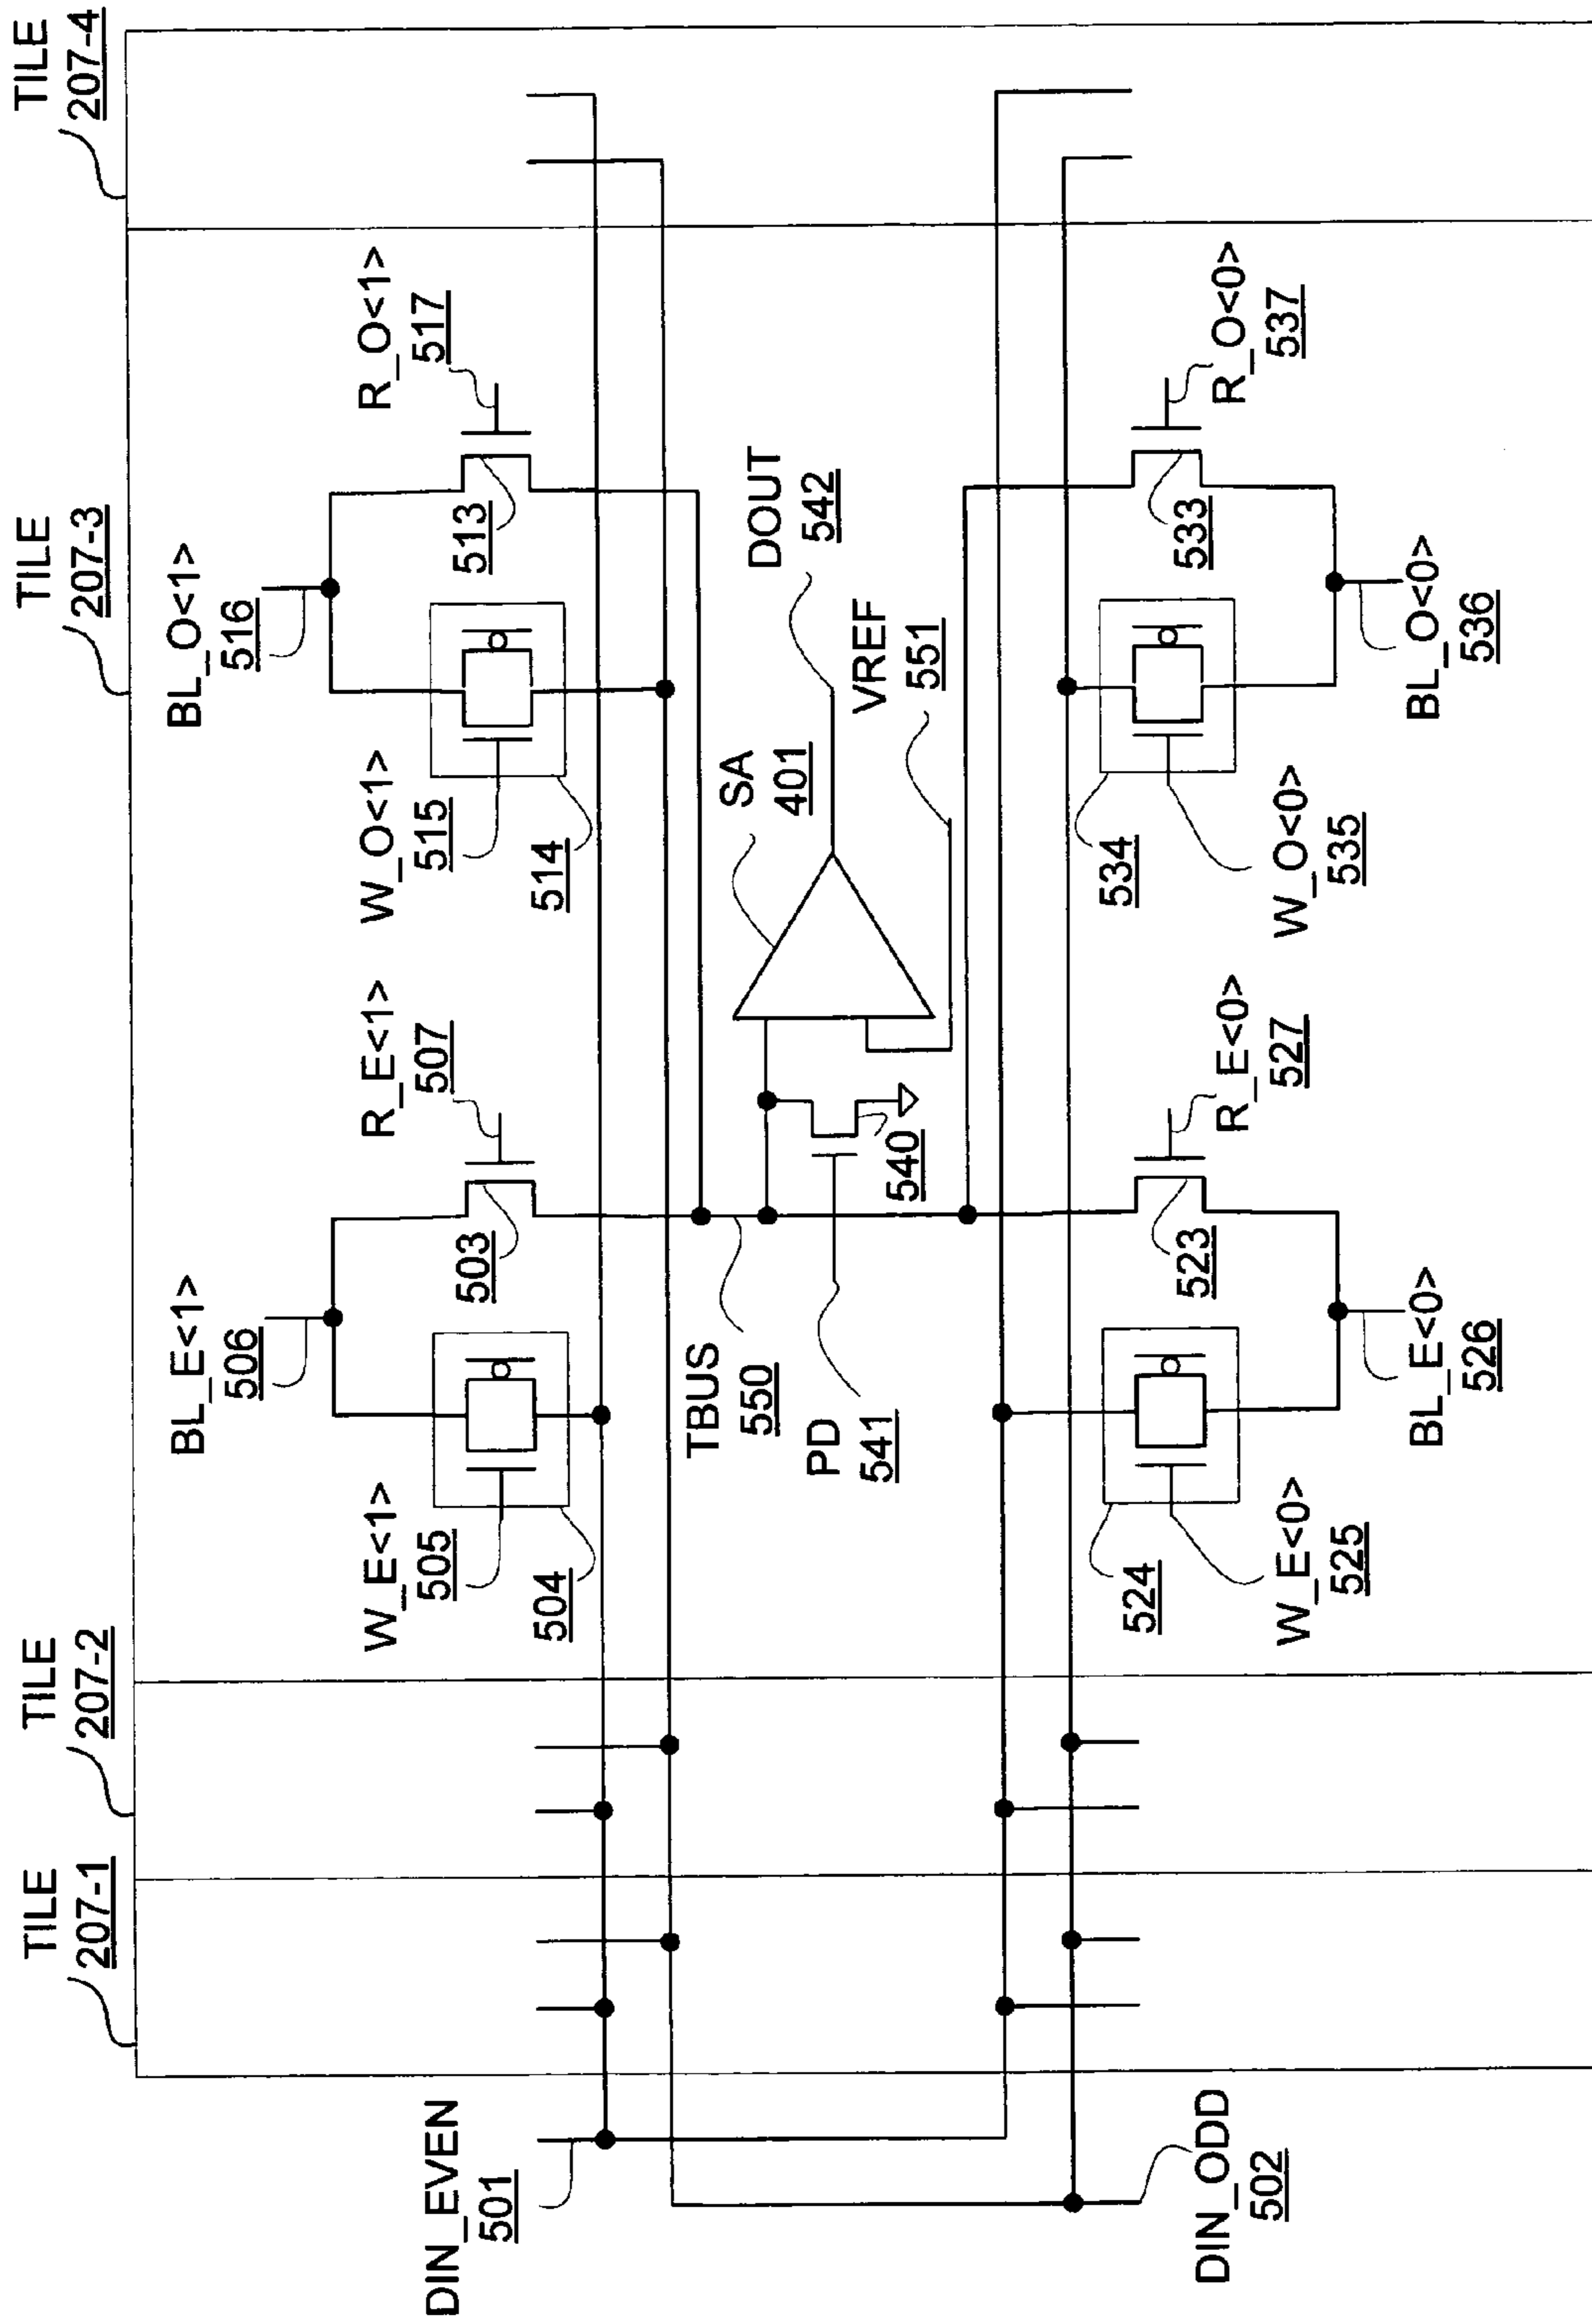 TILE
207-1
TILE
207-2
TILE
207-3
TILE
207-4
BL_E<1>
506
BL_O<1>
516
W_E<1>
505
R_E<1>
507
W_O<1>
515
R_O<1>
517
504
503
514
513
DIN_EVEN
501
TBUS
550
PD
541
540
SA
401
DOUT
542
VREF
551
DIN_ODD
502
524
523
534
533
W_E<0>
525
R_E<0>
527
W_O<0>
535
R_O<0>
537
BL_E<0>
526
BL_O<0>
536